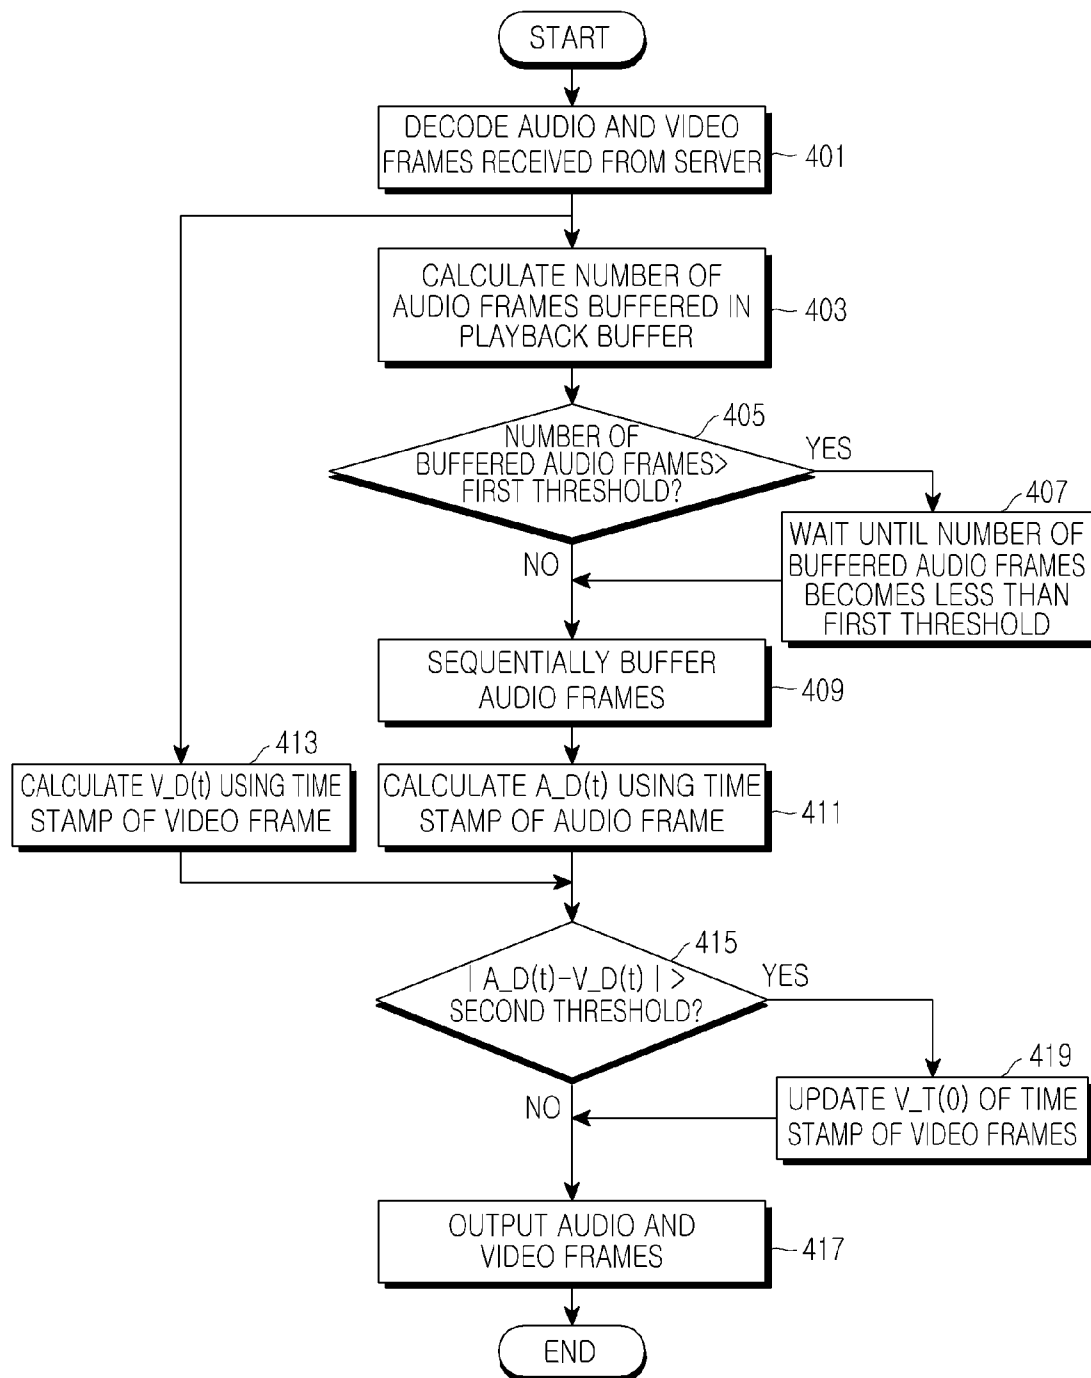 START
DECODE AUDIO AND VIDEO
FRAMES RECEIVED FROM SERVER
401
CALCULATE NUMBER OF
AUDIO FRAMES BUFFERED IN
PLAYBACK BUFFER
403
405
NUMBER OF
BUFFERED AUDIO FRAMES>
FIRST THRESHOLD?
YES
NO
407
WAIT UNTIL NUMBER OF
BUFFERED AUDIO FRAMES
BECOMES LESS THAN
FIRST THRESHOLD
SEQUENTIALLY BUFFER
AUDIO FRAMES
409
413
CALCULATE V_D(t) USING TIME
STAMP OF VIDEO FRAME
CALCULATE A_D(t) USING TIME
STAMP OF AUDIO FRAME
411
415
| A_D(t)-V_D(t) | >
SECOND THRESHOLD?
YES
NO
419
UPDATE V_T(0) OF TIME
STAMP OF VIDEO FRAMES
OUTPUT AUDIO AND
VIDEO FRAMES
417
END